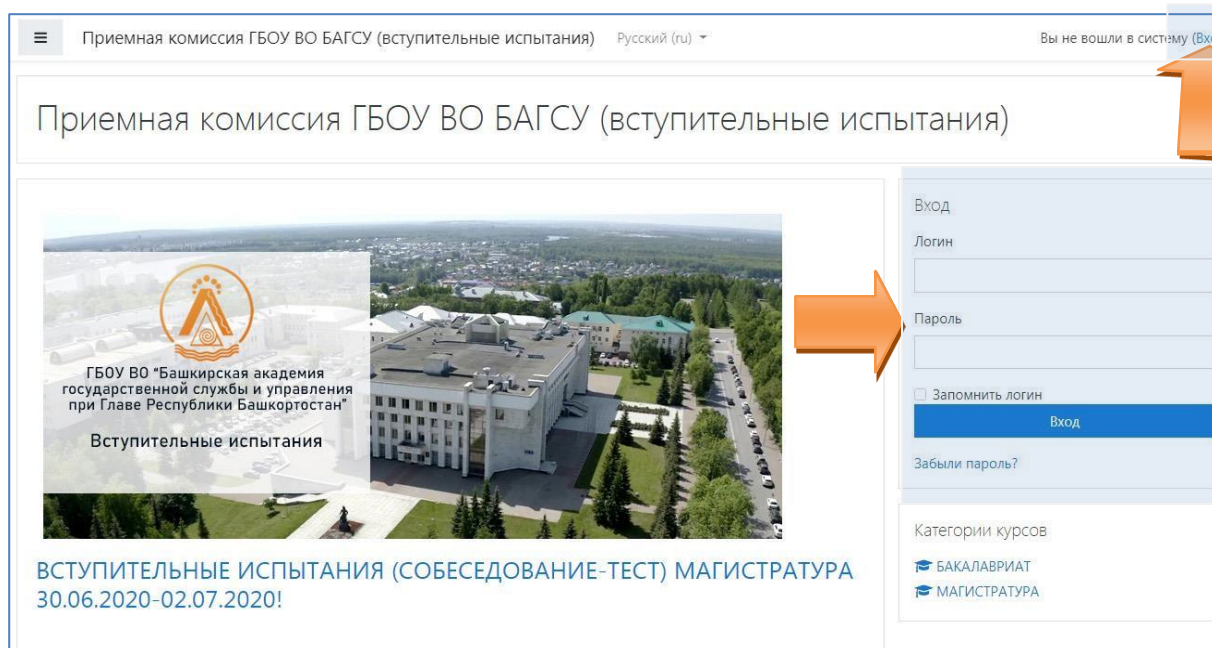 Приемная комиссия ГБОУ ВО БАГСУ (вступительные испытания) Русский (ru)
Вы не вошли в систему
Приемная комиссия ГБОУ ВО БАГСУ (вступительные испытания)
ГБОУ ВО "Башкирская академия
государственной службы и управления
при Главе Республики Башкортостан"
Вступительные испытания
ВСТУПИТЕЛЬНЫЕ ИСПЫТАНИЯ (СОБЕСЕДОВАНИЕ-ТЕСТ) МАГИСТРАТУРА
30.06.2020-02.07.2020!
Вход
Логин
Пароль
Запомнить логин
Вход
Забыли пароль?
Категории курсов
БАКАЛАВРИАТ
МАГИСТРАТУРА